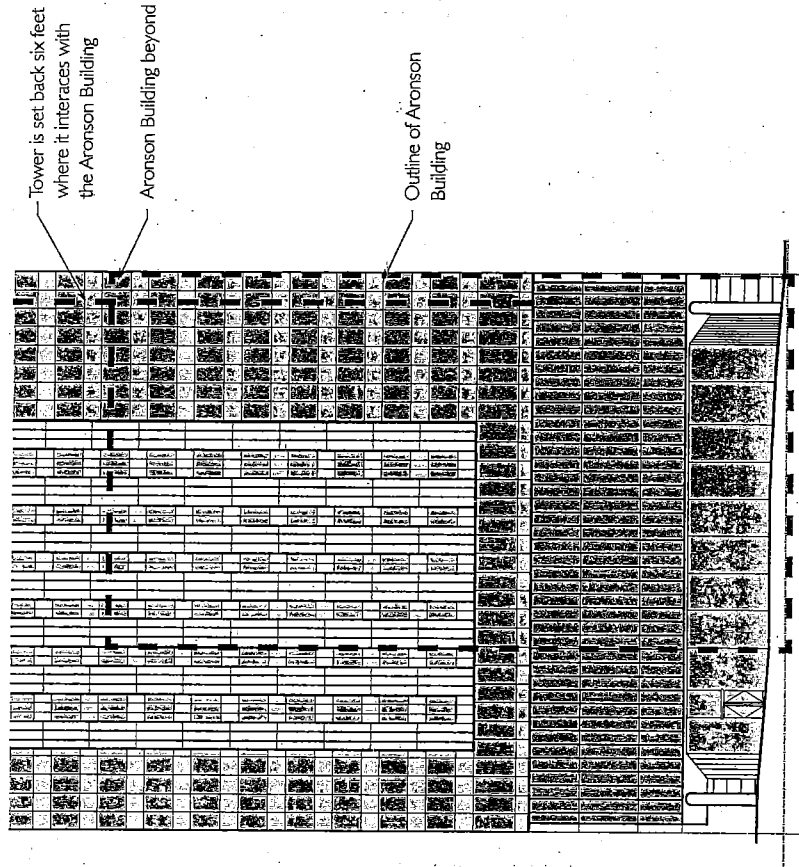 Tower is set back six feet
where it interaces with
the Aronson Building
Aronson Building beyond
Outline of Aronson
Building